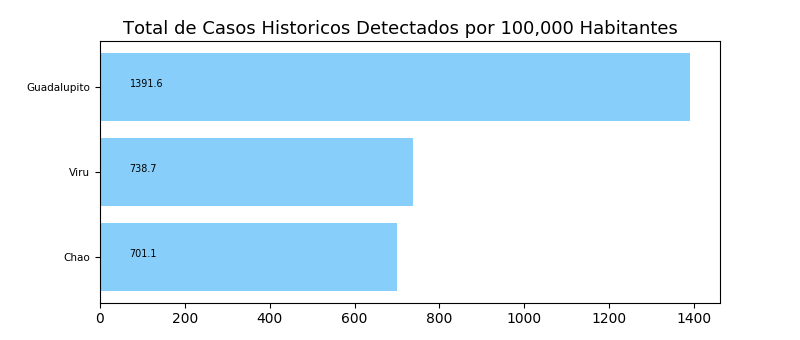 Total de Casos Historicos Detectados por 100,000 Habitantes
Guadalupito
1391.6
Viru
738.7
Chao
701.1
0 200 400 600 800 1000 1200 1400